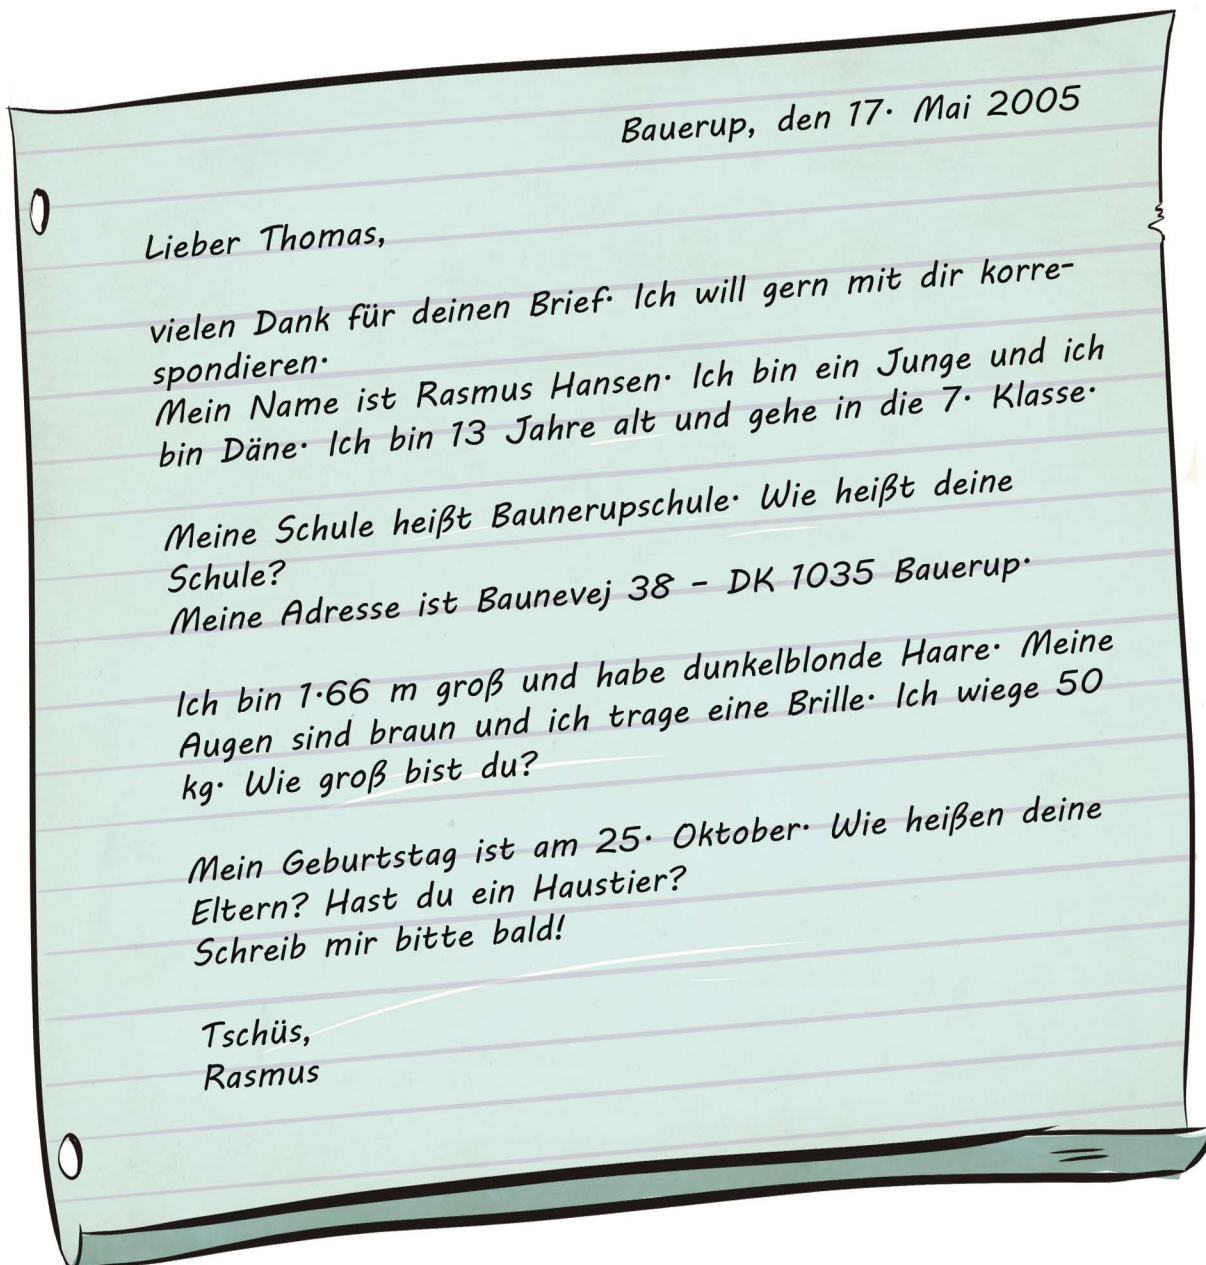 Bauerup, den 17. Mai 2005
Lieber Thomas,
vielen Dank für deinen Brief. Ich will gern mit dir korre-
spondieren.
Mein Name ist Rasmus Hansen. Ich bin ein Junge und ich
bin Däne. Ich bin 13 Jahre alt und gehe in die 7. Klasse.
Meine Schule heißt Baunerupschule. Wie heißt deine
Schule?
Meine Adresse ist Baunevej 38 - DK 1035 Bauerup.
Ich bin 1.66 m groß und habe dunkelblonde Haare. Meine
Augen sind braun und ich trage eine Brille. Ich wiege 50
kg. Wie groß bist du?
Mein Geburtstag ist am 25. Oktober. Wie heißen deine
Eltern? Hast du ein Haustier?
Schreib mir bitte bald!
Tschüs,
Rasmus